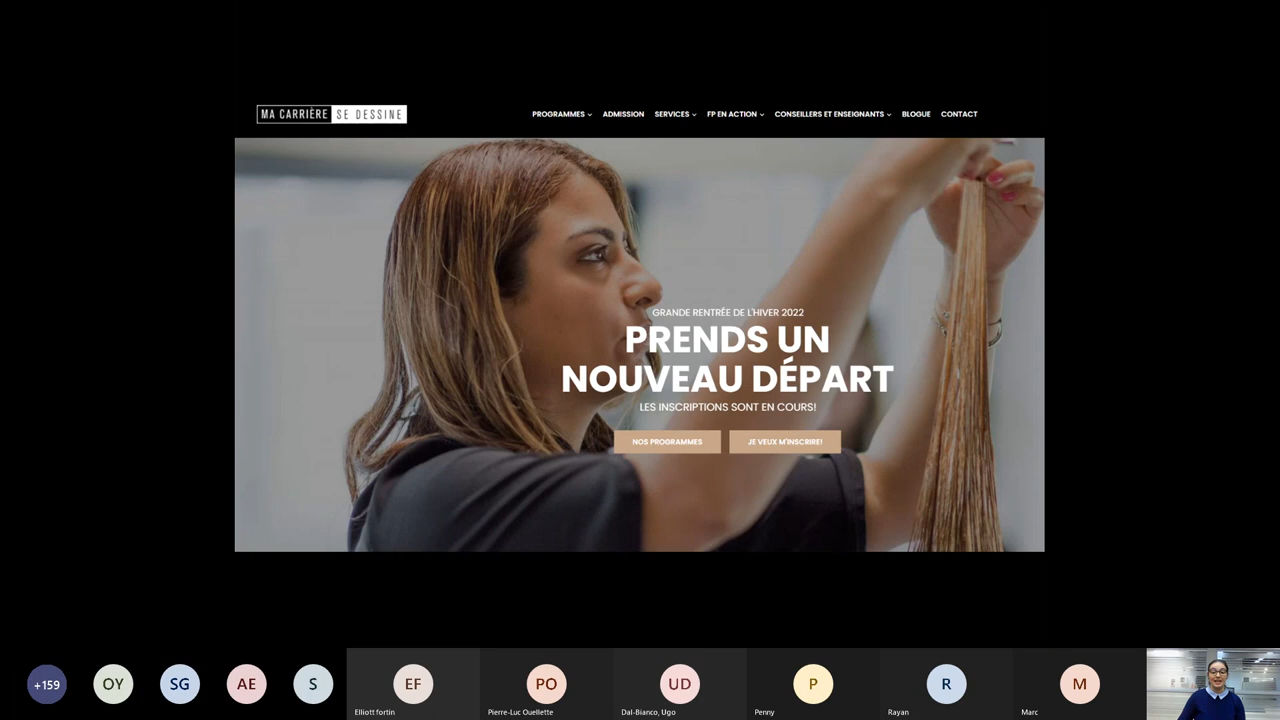 MA CARRIÈRE SE DESSINE
PROGRAMMES ADMISSION SERVICES FP EN ACTION CONSEILLERS ET ENSEIGNANTS BLOGUE CONTACT
GRANDE RENTRÉE DE L'HIVER 2022
PRENDS UN
NOUVEAU DÉPART
LES INSCRIPTIONS SONT EN COURS!
NOS PROGRAMMES JE VEUX M'INSCRIRE!
+159 OY SG AE S EF PO UD P R M
Elliott fortin Pierre-Luc Ouellette Dal-Bianco, Ugo Penny Rayan Marc